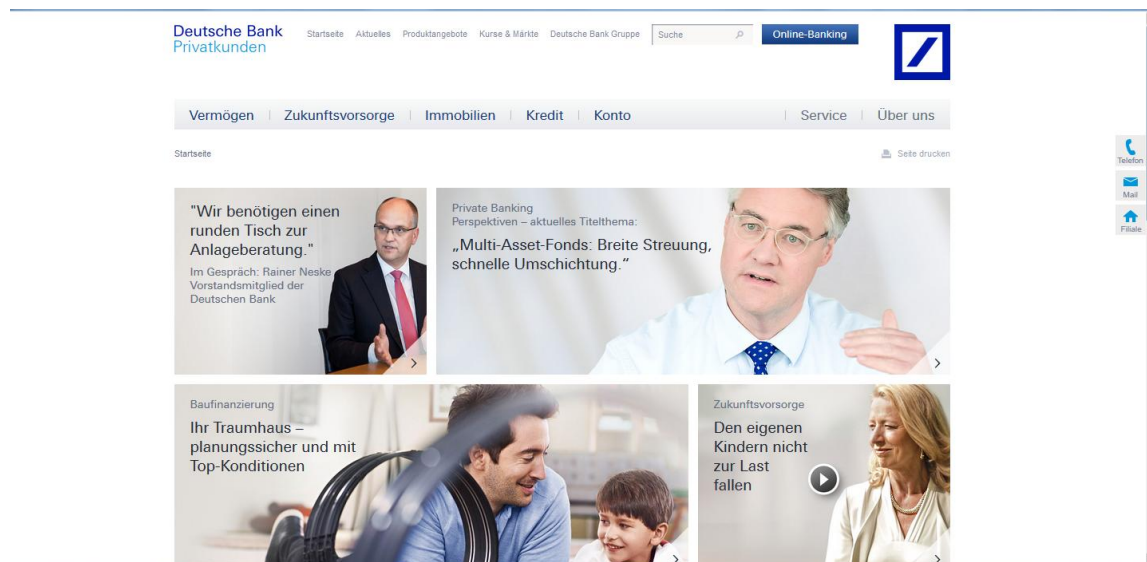 Deutsche Bank
Privatkunden
Startseite Aktuelles Produktangebote Kurse & Märkte Deutsche Bank Gruppe Suche Online-Banking
Vermögen Zukunftsvorsorge Immobilien Kredit Konto Service Über uns
Startseite Seite drucken
Telefon
Mail
Filiale
"Wir benötigen einen
runden Tisch zur
Anlageberatung."
Im Gespräch: Rainer Neske
Vorstandsmitglied der
Deutschen Bank
Private Banking
Perspektiven – aktuelles Titelthema:
„Multi-Asset-Fonds: Breite Streuung,
schnelle Umschichtung.“
Baufinanzierung
Ihr Traumhaus –
planungssicher und mit
Top-Konditionen
Zukunftsvorsorge
Den eigenen
Kindern nicht
zur Last
fallen